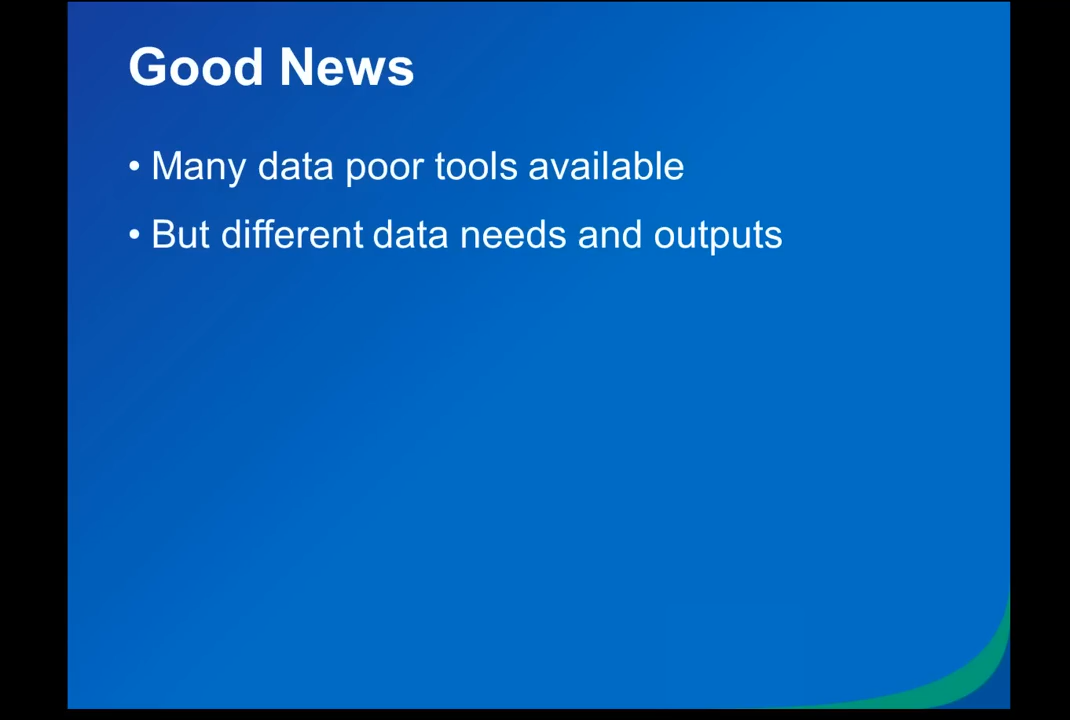 Good News
• Many data poor tools available
• But different data needs and outputs